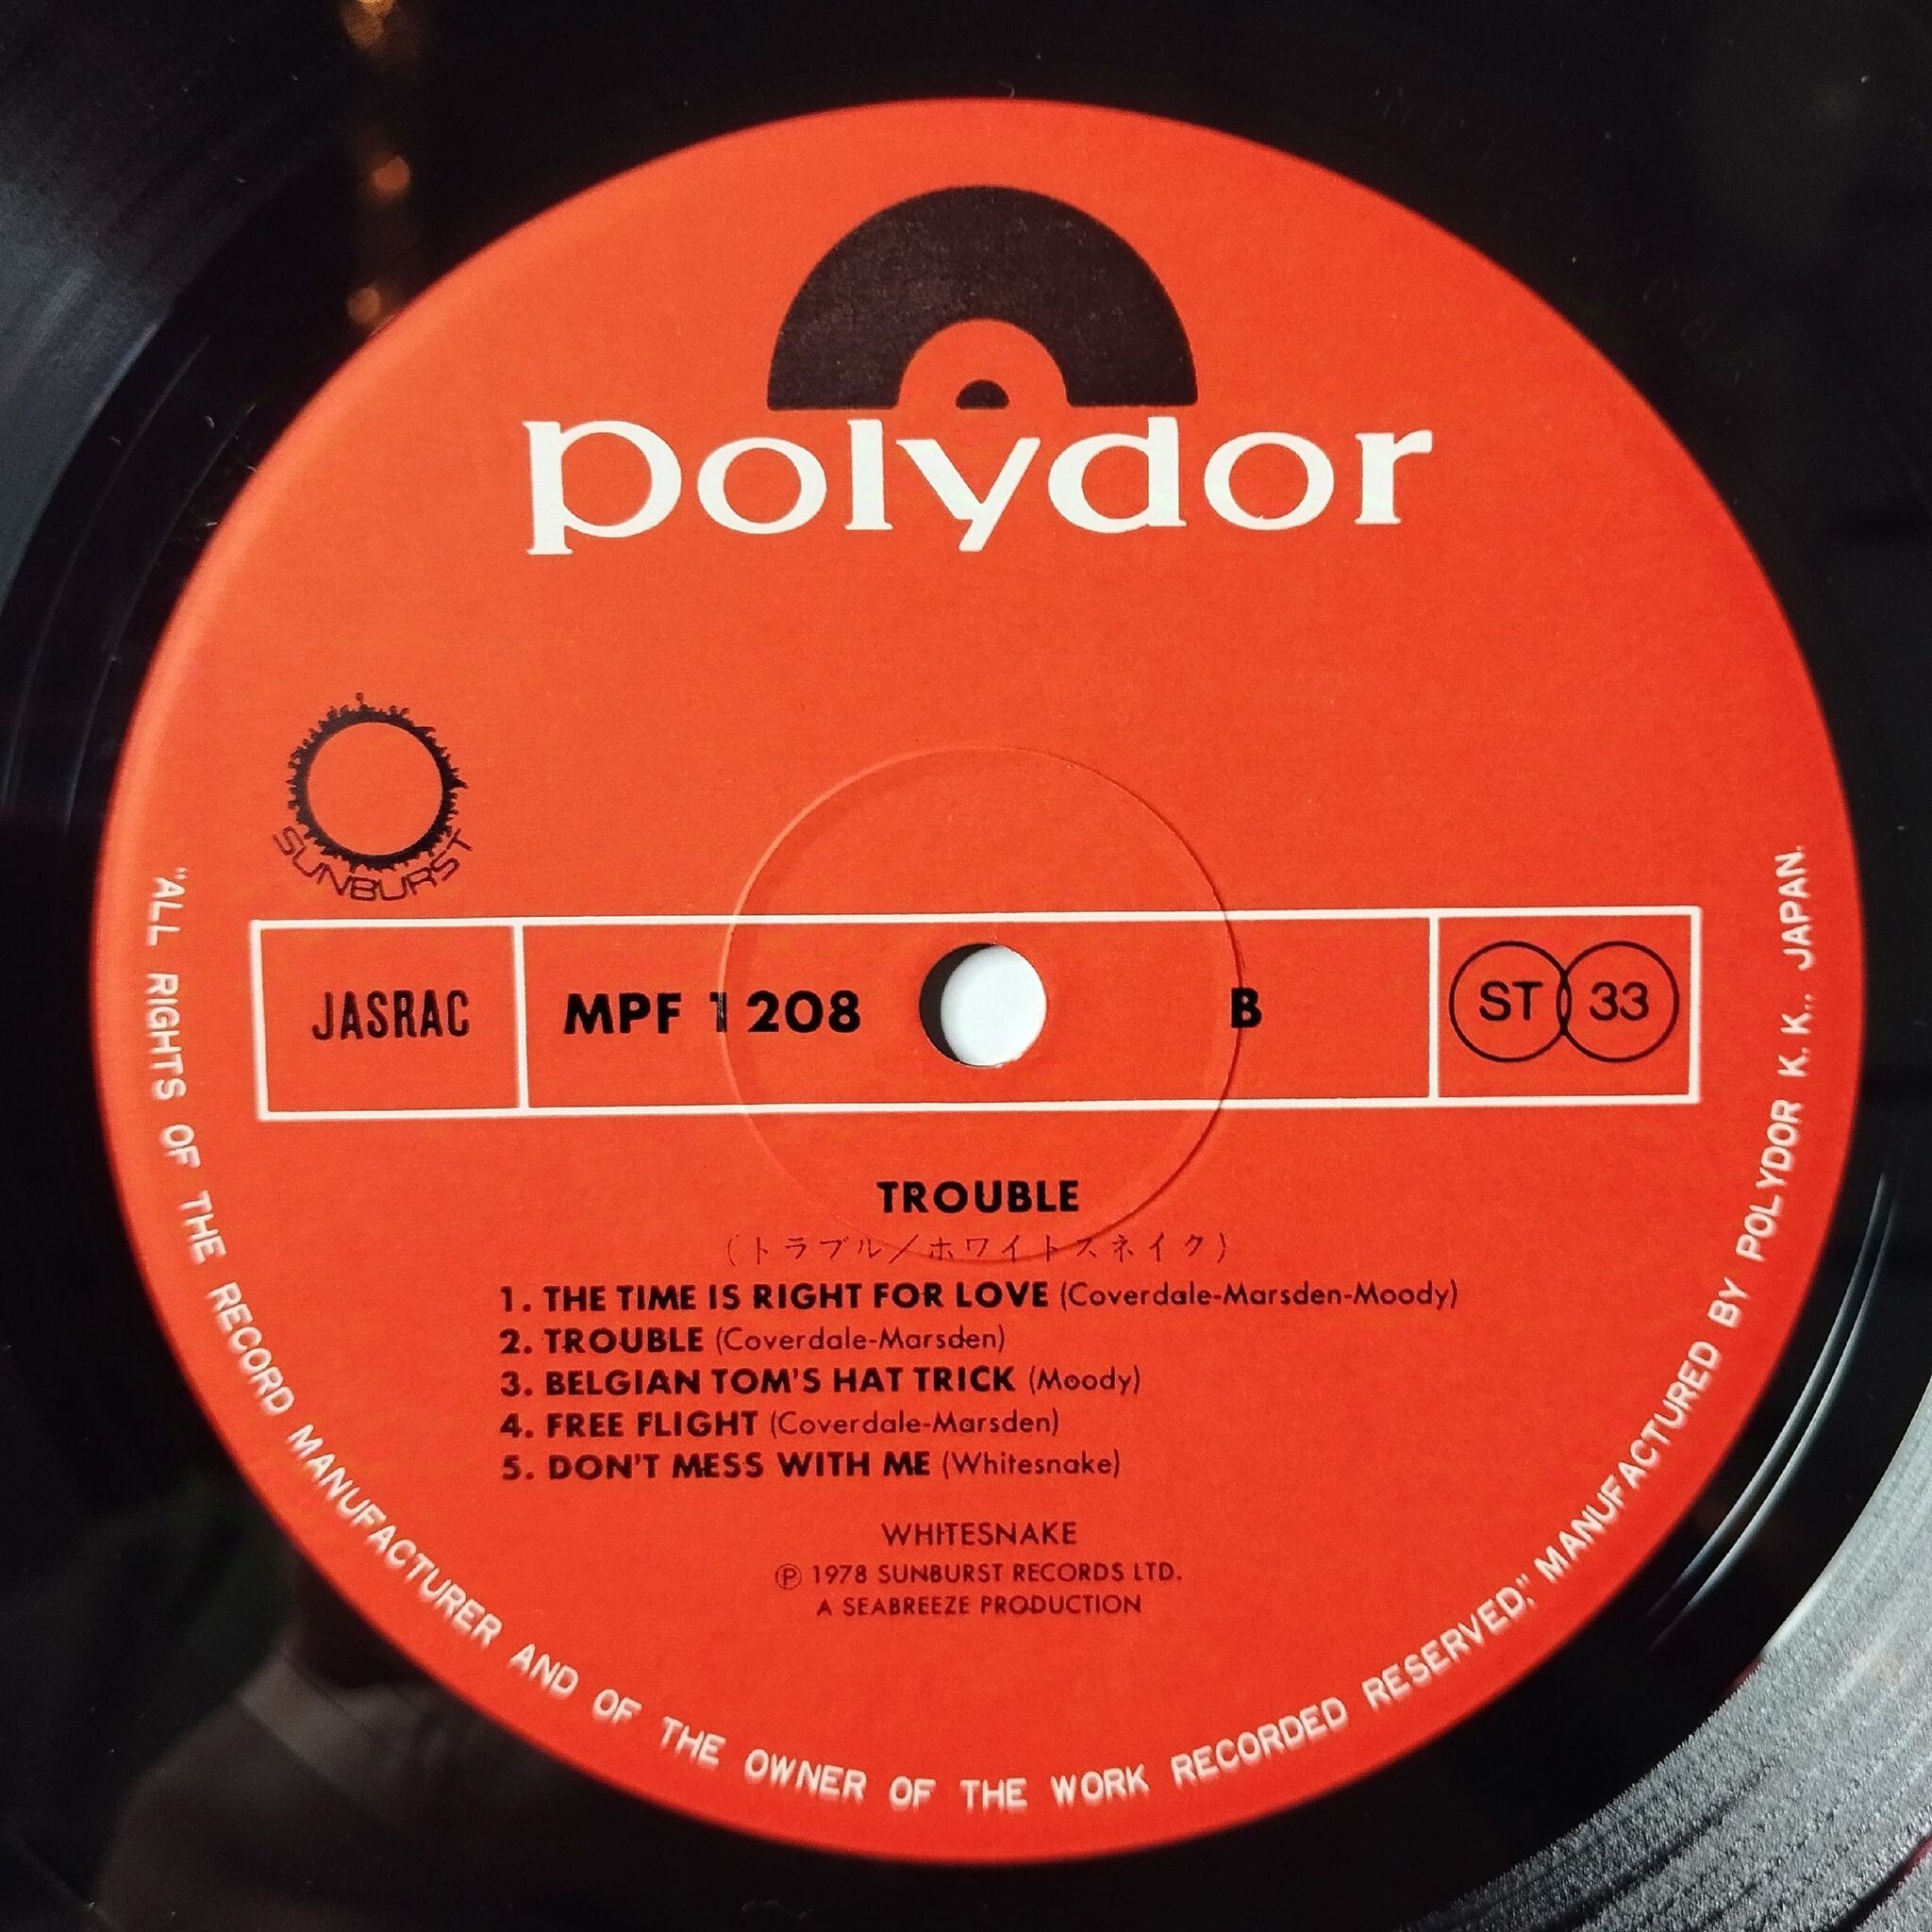 polydor
SUNBURST
JASRAC
MPF 1208
B
ST 33
TROUBLE
(トラブル/ホワイトスネイク)
1. THE TIME IS RIGHT FOR LOVE (Coverdale-Marsden-Moody)
2. TROUBLE (Coverdale-Marsden)
3. BELGIAN TOM'S HAT TRICK (Moody)
4. FREE FLIGHT (Coverdale-Marsden)
5. DON'T MESS WITH ME (Whitesnake)
WHITESNAKE
℗ 1978 SUNBURST RECORDS LTD.
A SEABREEZE PRODUCTION
"ALL RIGHTS OF THE RECORD MANUFACTURER AND OF THE OWNER OF THE WORK RECORDED RESERVED," MANUFACTURED BY POLYDOR K. K., JAPAN.